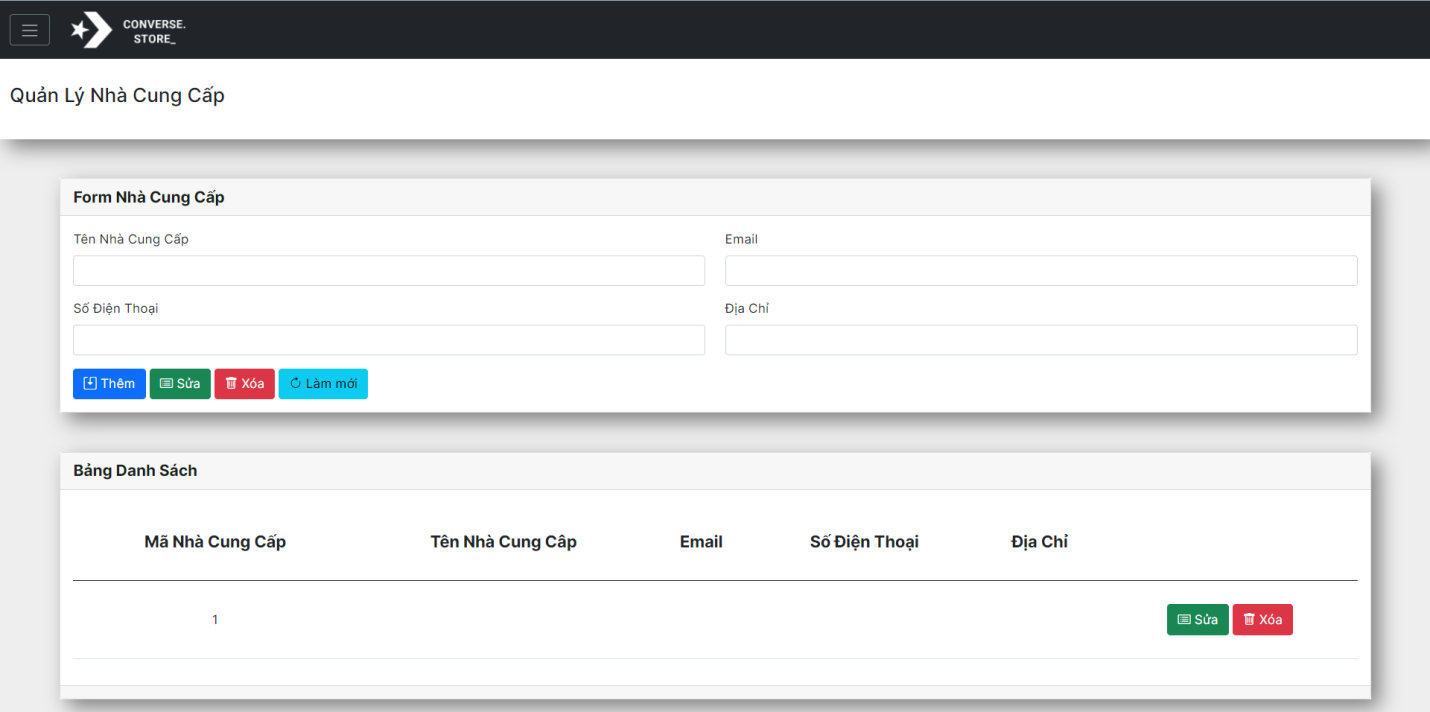 CONVERSE.
STORE_
Quản Lý Nhà Cung Cấp
Form Nhà Cung Cấp
Tên Nhà Cung Cấp Email
Số Điện Thoại Địa Chỉ
Thêm Sửa Xóa Làm mới
Bảng Danh Sách
Mã Nhà Cung Cấp Tên Nhà Cung Câp Email Số Điện Thoại Địa Chỉ
1 Sửa Xóa